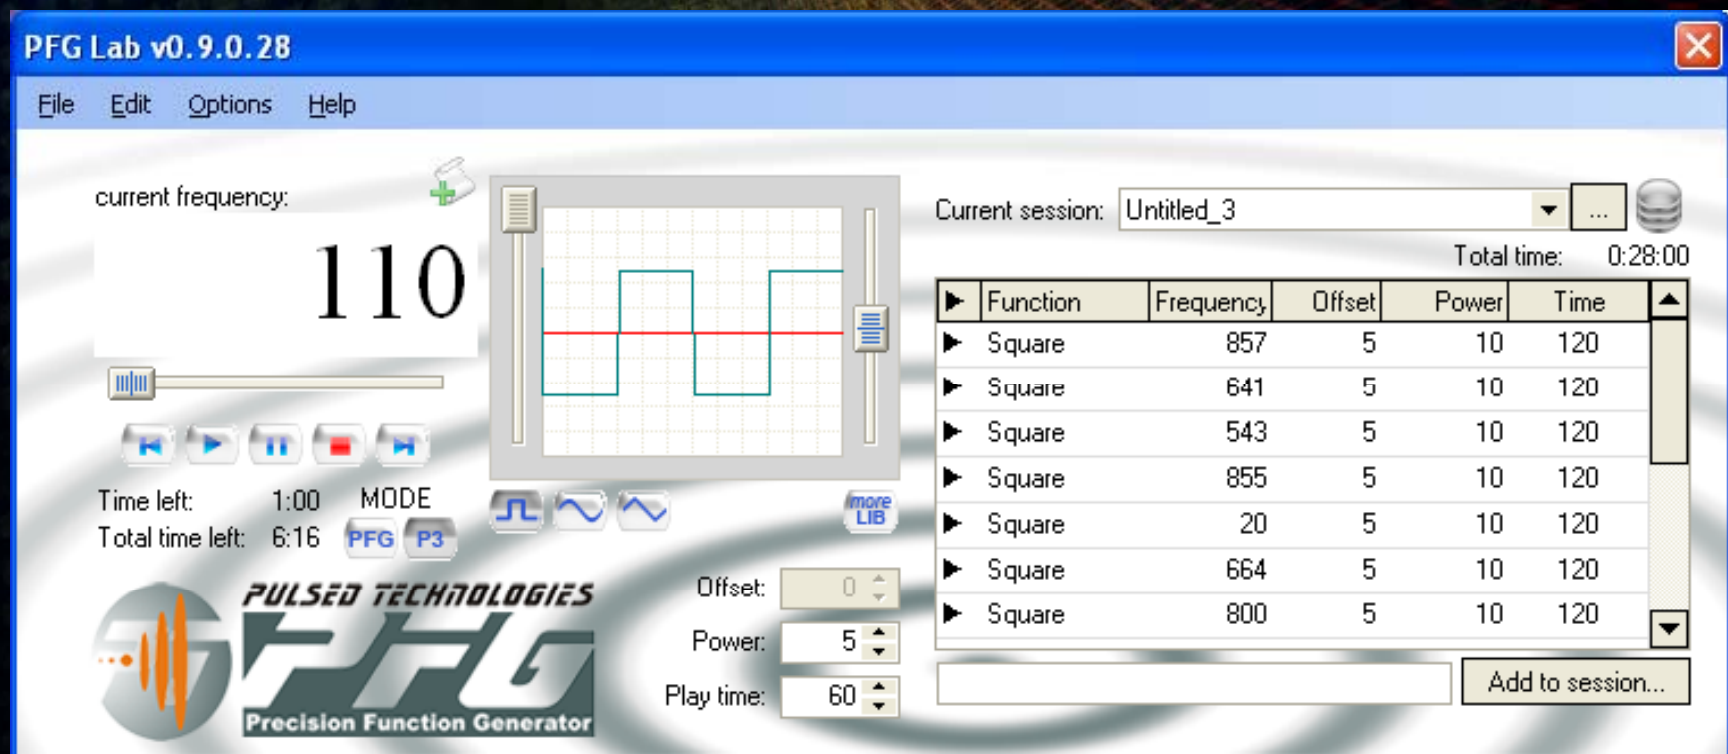 PFG Lab v0.9.0.28
File Edit Options Help
current frequency:
110
Time left: 1:00 MODE
Total time left: 6:16 PFG P3
more
LIB
PULSED TECHNOLOGIES
PFG
Precision Function Generator
Offset: 0
Power: 5
Play time: 60
Current session: Untitled_3 ...
Total time: 0:28:00
Function Frequency Offset Power Time
Square 857 5 10 120
Square 641 5 10 120
Square 543 5 10 120
Square 855 5 10 120
Square 20 5 10 120
Square 664 5 10 120
Square 800 5 10 120
Add to session...